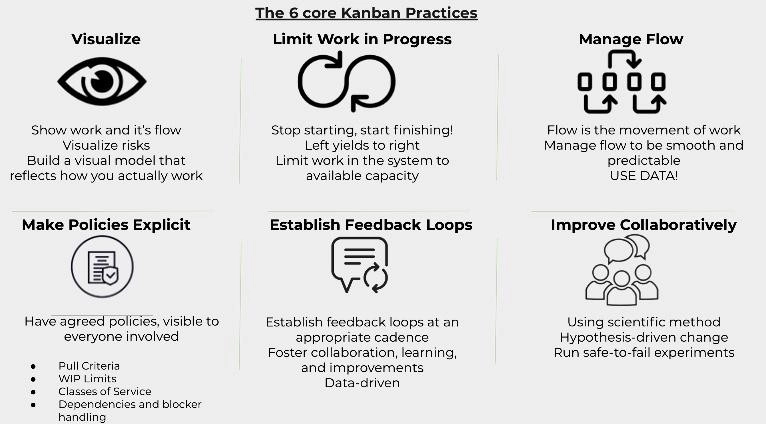 The 6 core Kanban Practices
Visualize
Show work and it's flow
Visualize risks
Build a visual model that
reflects how you actually work
Limit Work in Progress
Stop starting, start finishing!
Left yields to right
Limit work in the system to
available capacity
Manage Flow
Flow is the movement of work
Manage flow to be smooth and
predictable
USE DATA!
Make Policies Explicit
Have agreed policies, visible to
everyone involved
● Pull Criteria
● WIP Limits
● Classes of Service
● Dependencies and blocker
handling
Establish Feedback Loops
Establish feedback loops at an
appropriate cadence
Foster collaboration, learning,
and improvements
Data-driven
Improve Collaboratively
Using scientific method
Hypothesis-driven change
Run safe-to-fail experiments